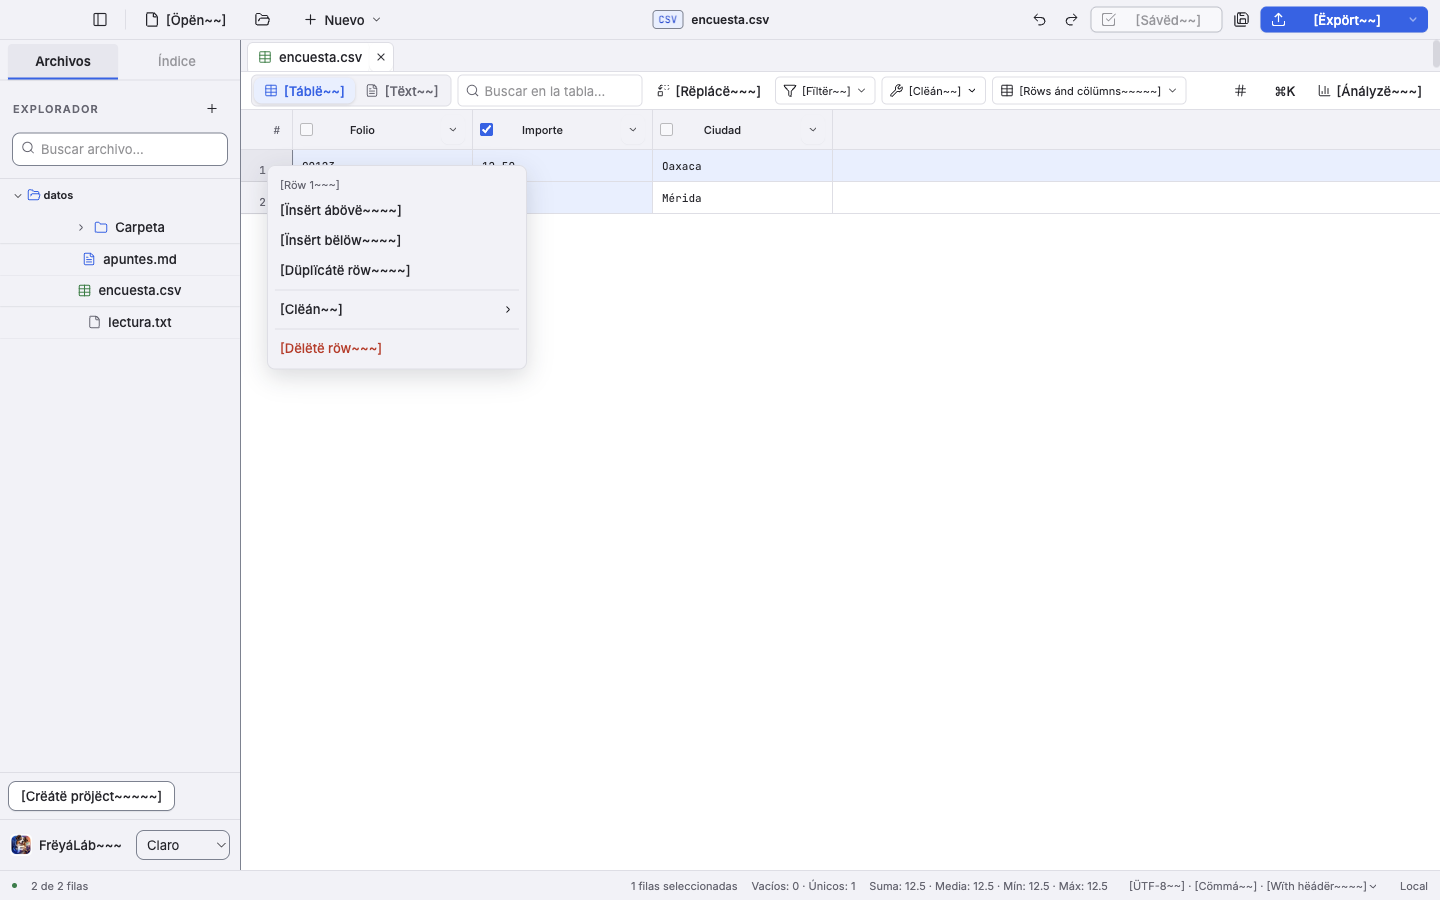 [Öpën~~]
Nuevo
CSV encuesta.csv
[Sávëd~~]
[Ëxpört~~]
Archivos
Índice
encuesta.csv
EXPLORADOR
Buscar archivo...
datos
Carpeta
apuntes.md
encuesta.csv
lectura.txt
[Crëátë pröjëct~~~~~]
FrëyáLáb~~~
Claro
[Táblë~~]
[Tëxt~~]
Buscar en la tabla...
[Rëplácë~~~]
[Fïltër~~]
[Clëán~~]
[Röws ánd cölümns~~~~~]
⌘K
[Ánályzë~~~]
# Folio Importe Ciudad
1 Oaxaca
2 Mérida
[Röw 1~~~]
[Ïnsërt ábövë~~~~]
[Ïnsërt bëlöw~~~~]
[Düplïcátë röw~~~~]
[Clëán~~]
[Dëlëtë röw~~~]
2 de 2 filas
1 filas seleccionadas
Vacíos: 0 · Únicos: 1
Suma: 12.5 · Media: 12.5 · Mín: 12.5 · Máx: 12.5
[ÜTF-8~~] · [Cömmá~~] · [Wïth hëádër~~~~]
Local